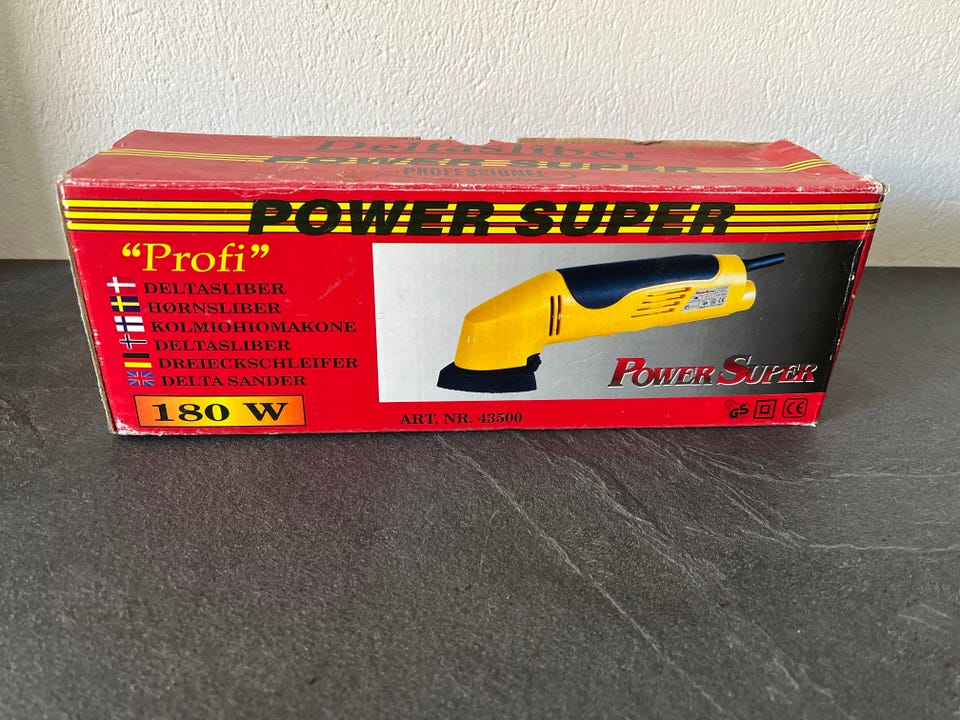 Deltasliber
POWER SUPER
PROFESSIONEL
POWER SUPER
"Profi"
DELTASLIBER
HØRNSLIBER
KOLMIOHIOMAKONE
DELTASLIBER
DREIECKSCHLEIFER
DELTA SANDER
180 W
ART. NR. 43500
POWER SUPER
GS
CE